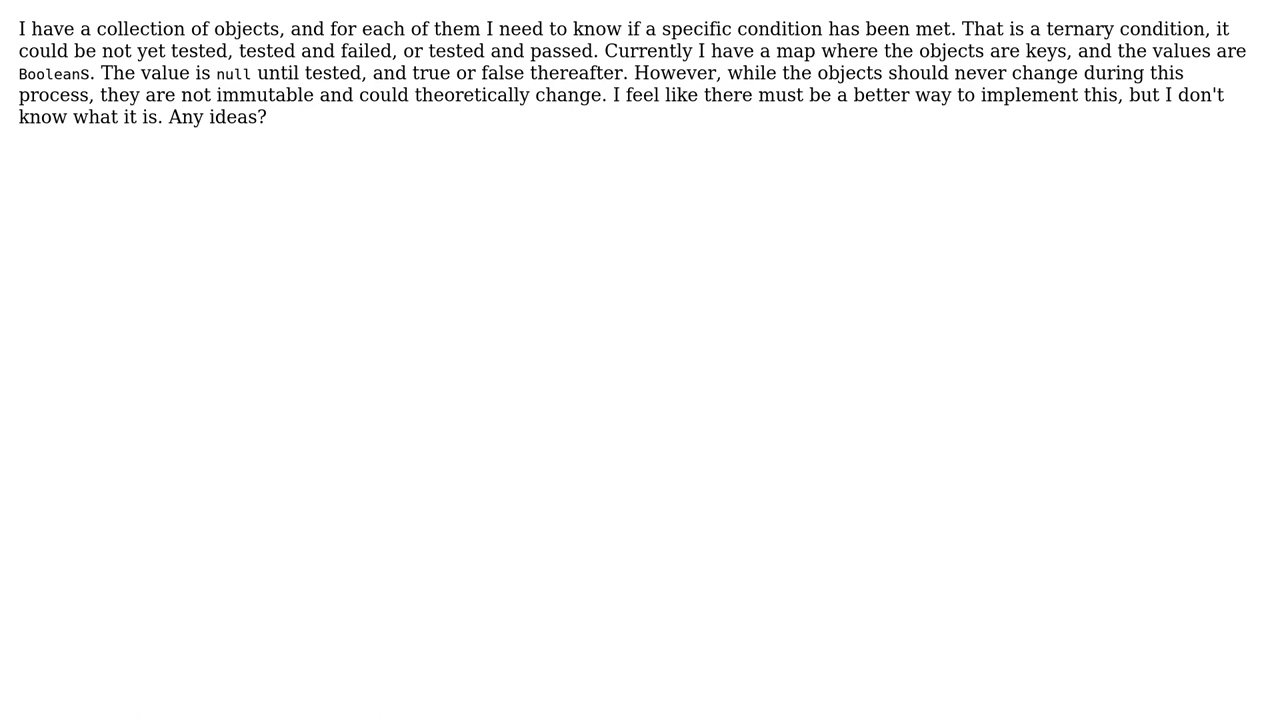 I have a collection of objects, and for each of them I need to know if a specific condition has been met. That is a ternary condition, it
could be not yet tested, tested and failed, or tested and passed. Currently I have a map where the objects are keys, and the values are
Booleans. The value is null until tested, and true or false thereafter. However, while the objects should never change during this
process, they are not immutable and could theoretically change. I feel like there must be a better way to implement this, but I don't
know what it is. Any ideas?